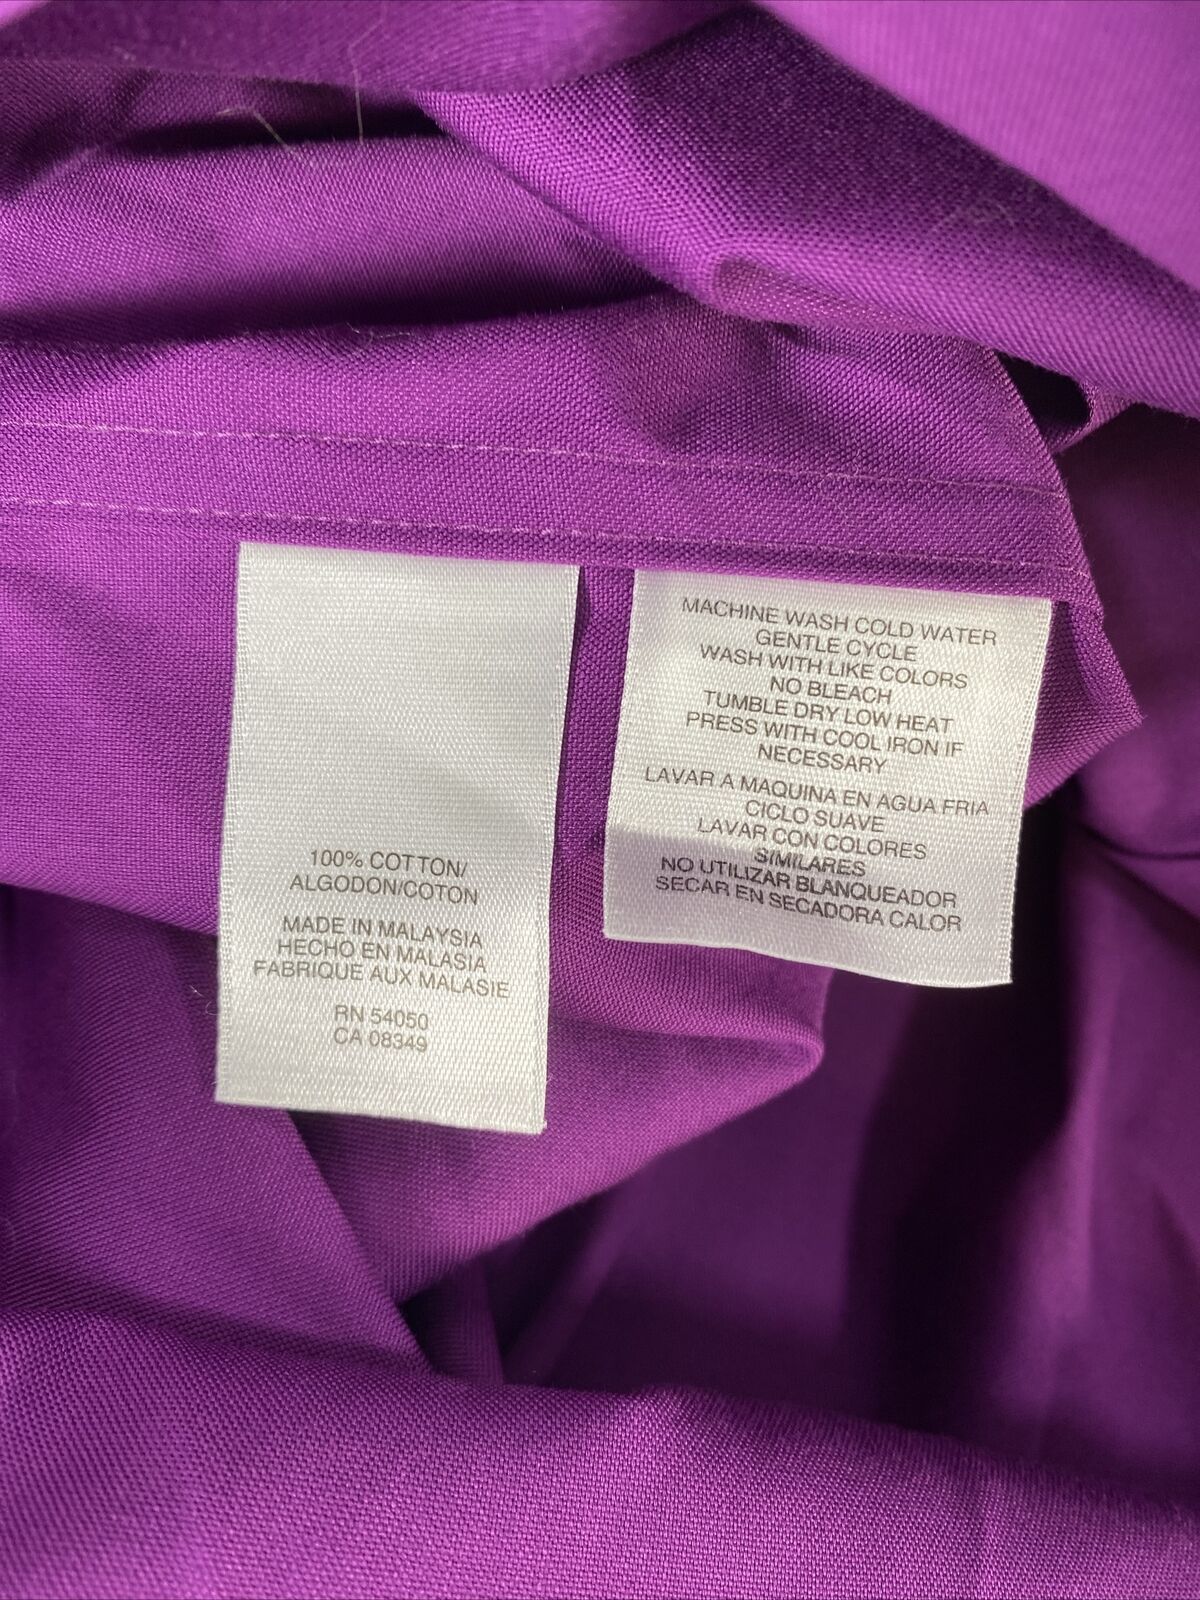 100% COTTON/
ALGODON/COTON
MADE IN MALAYSIA
HECHO EN MALASIA
FABRIQUE AUX MALASIE
RN 54050
CA 08349
MACHINE WASH COLD WATER
GENTLE CYCLE
WASH WITH LIKE COLORS
NO BLEACH
TUMBLE DRY LOW HEAT
PRESS WITH COOL IRON IF
NECESSARY
LAVAR A MAQUINA EN AGUA FRIA
CICLO SUAVE
LAVAR CON COLORES
SIMILARES
NO UTILIZAR BLANQUEADOR
SECAR EN SECADORA CALOR